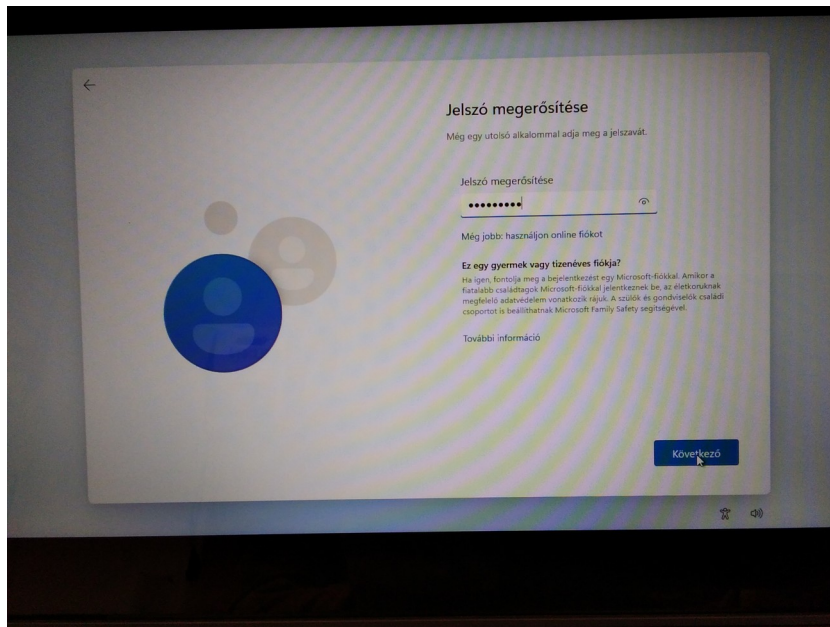 Jelszó megerősítése
Még egy utolsó alkalommal adja meg a jelszavát.
Jelszó megerősítése
•••••••••
Még jobb: használjon online fiókot
Ez egy gyermek vagy tizenéves fiókja?
Ha igen, fontolja meg a bejelentkezést egy Microsoft-fiókkal. Amikor a
fiatalabb családtagok Microsoft-fiókkal jelentkeznek be, az életkoruknak
megfelelő adatvédelem vonatkozik rájuk. A szülők és gondviselők családi
csoportot is beállíthatnak Microsoft Family Safety segítségével.
További információ
Következő